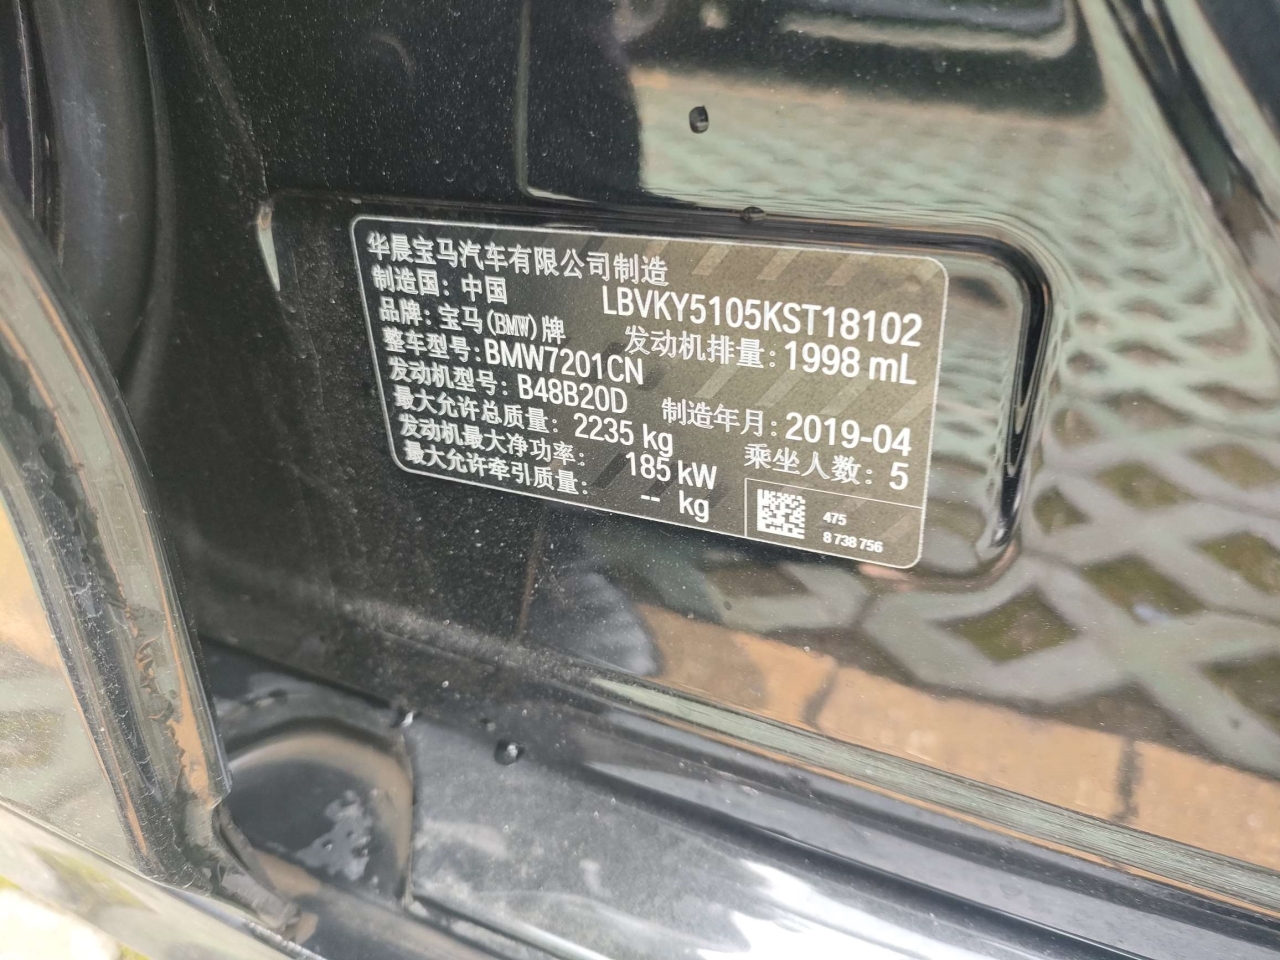 华晨宝马汽车有限公司制造
制造国：中国 LBVKY5105KST18102
品牌：宝马(BMW)牌 发动机排量：1998 mL
整车型号：BMW7201CN
发动机型号：B48B20D 制造年月：2019-04
最大允许总质量：2235 kg 乘坐人数：5
发动机最大净功率：185 kW
最大允许牵引质量：-- kg
475
8 738 756